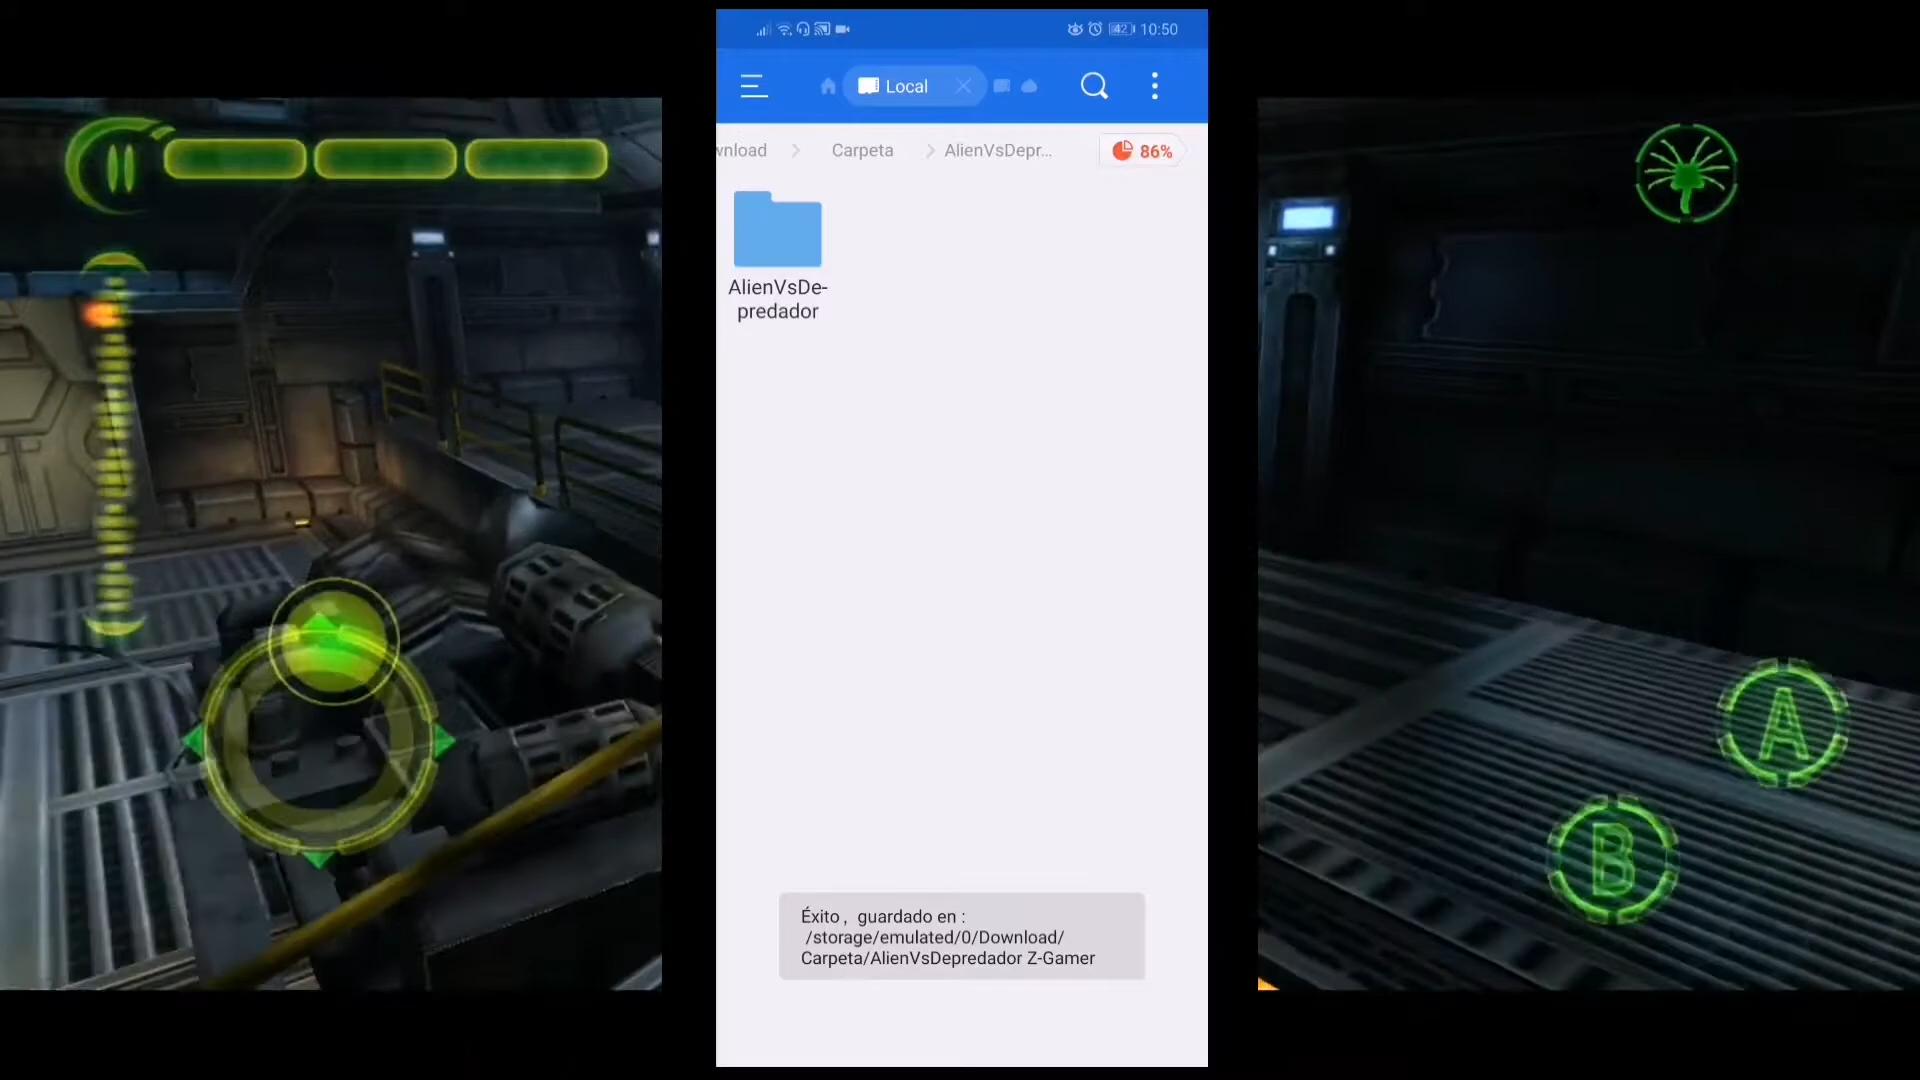 42 10:50
Local
wnload
Carpeta
AlienVsDepr...
86%
AlienVsDe-
predador
Éxito , guardado en :
/storage/emulated/0/Download/
Carpeta/AlienVsDepredador Z-Gamer
A
B